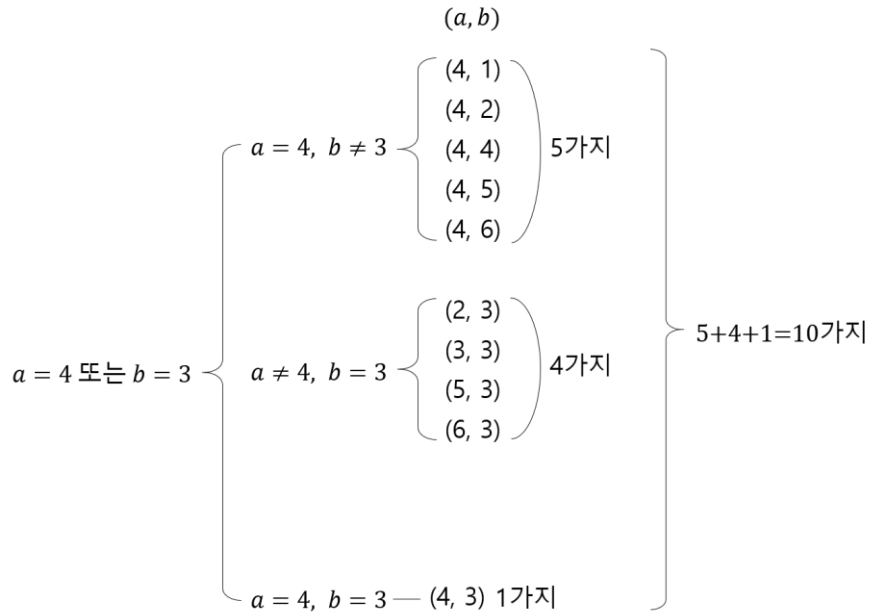 (a, b)
(4, 1)
(4, 2)
a = 4, b ≠ 3
(4, 4)
5가지
(4, 5)
(4, 6)
(2, 3)
(3, 3)
a = 4 또는 b = 3
a ≠ 4, b = 3
4가지
(5, 3)
(6, 3)
a = 4, b = 3 — (4, 3) 1가지
5+4+1=10가지